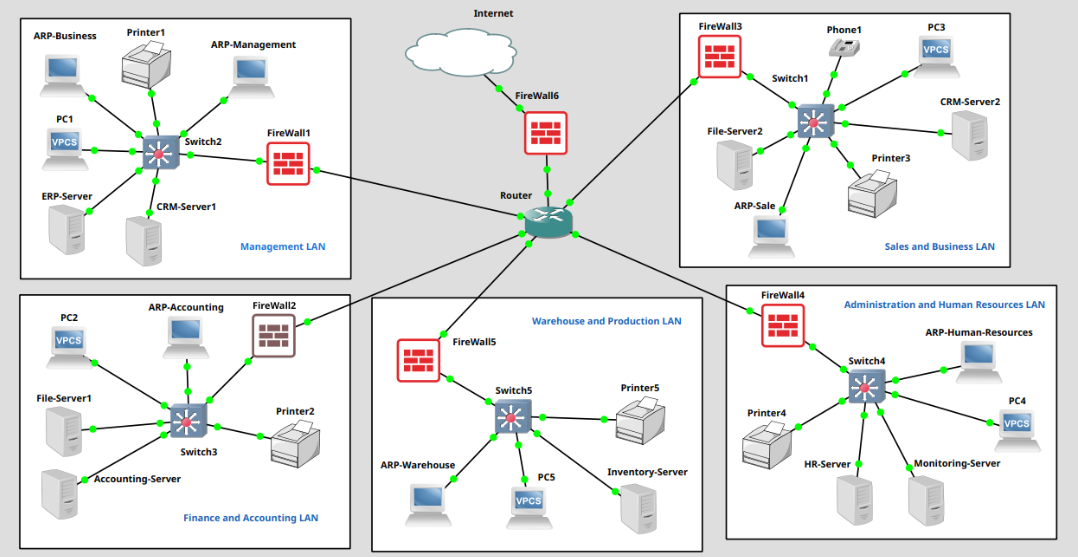 Internet
FireWall6
Router
ARP-Business
Printer1
ARP-Management
PC1
VPCS
Switch2
FireWall1
ERP-Server
CRM-Server1
Management LAN
FireWall3
Phone1
PC3
VPCS
Switch1
CRM-Server2
File-Server2
Printer3
ARP-Sale
Sales and Business LAN
PC2
VPCS
ARP-Accounting
FireWall2
File-Server1
Printer2
Switch3
Accounting-Server
Finance and Accounting LAN
Warehouse and Production LAN
FireWall5
Switch5
Printer5
ARP-Warehouse
PC5
VPCS
Inventory-Server
FireWall4
Administration and Human Resources LAN
ARP-Human-Resources
Switch4
PC4
VPCS
Printer4
HR-Server
Monitoring-Server